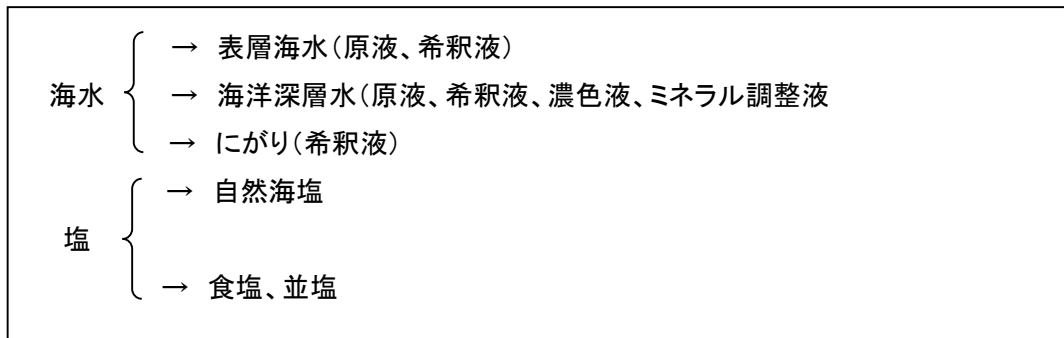 → 表層海水(原液、希釈液)
海水 → 海洋深層水(原液、希釈液、濃色液、ミネラル調整液
→ にがり(希釈液)
→ 自然海塩
塩
→ 食塩、並塩